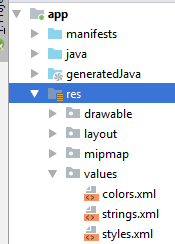 app
manifests
java
generatedJava
res
drawable
layout
mipmap
values
colors.xml
strings.xml
styles.xml